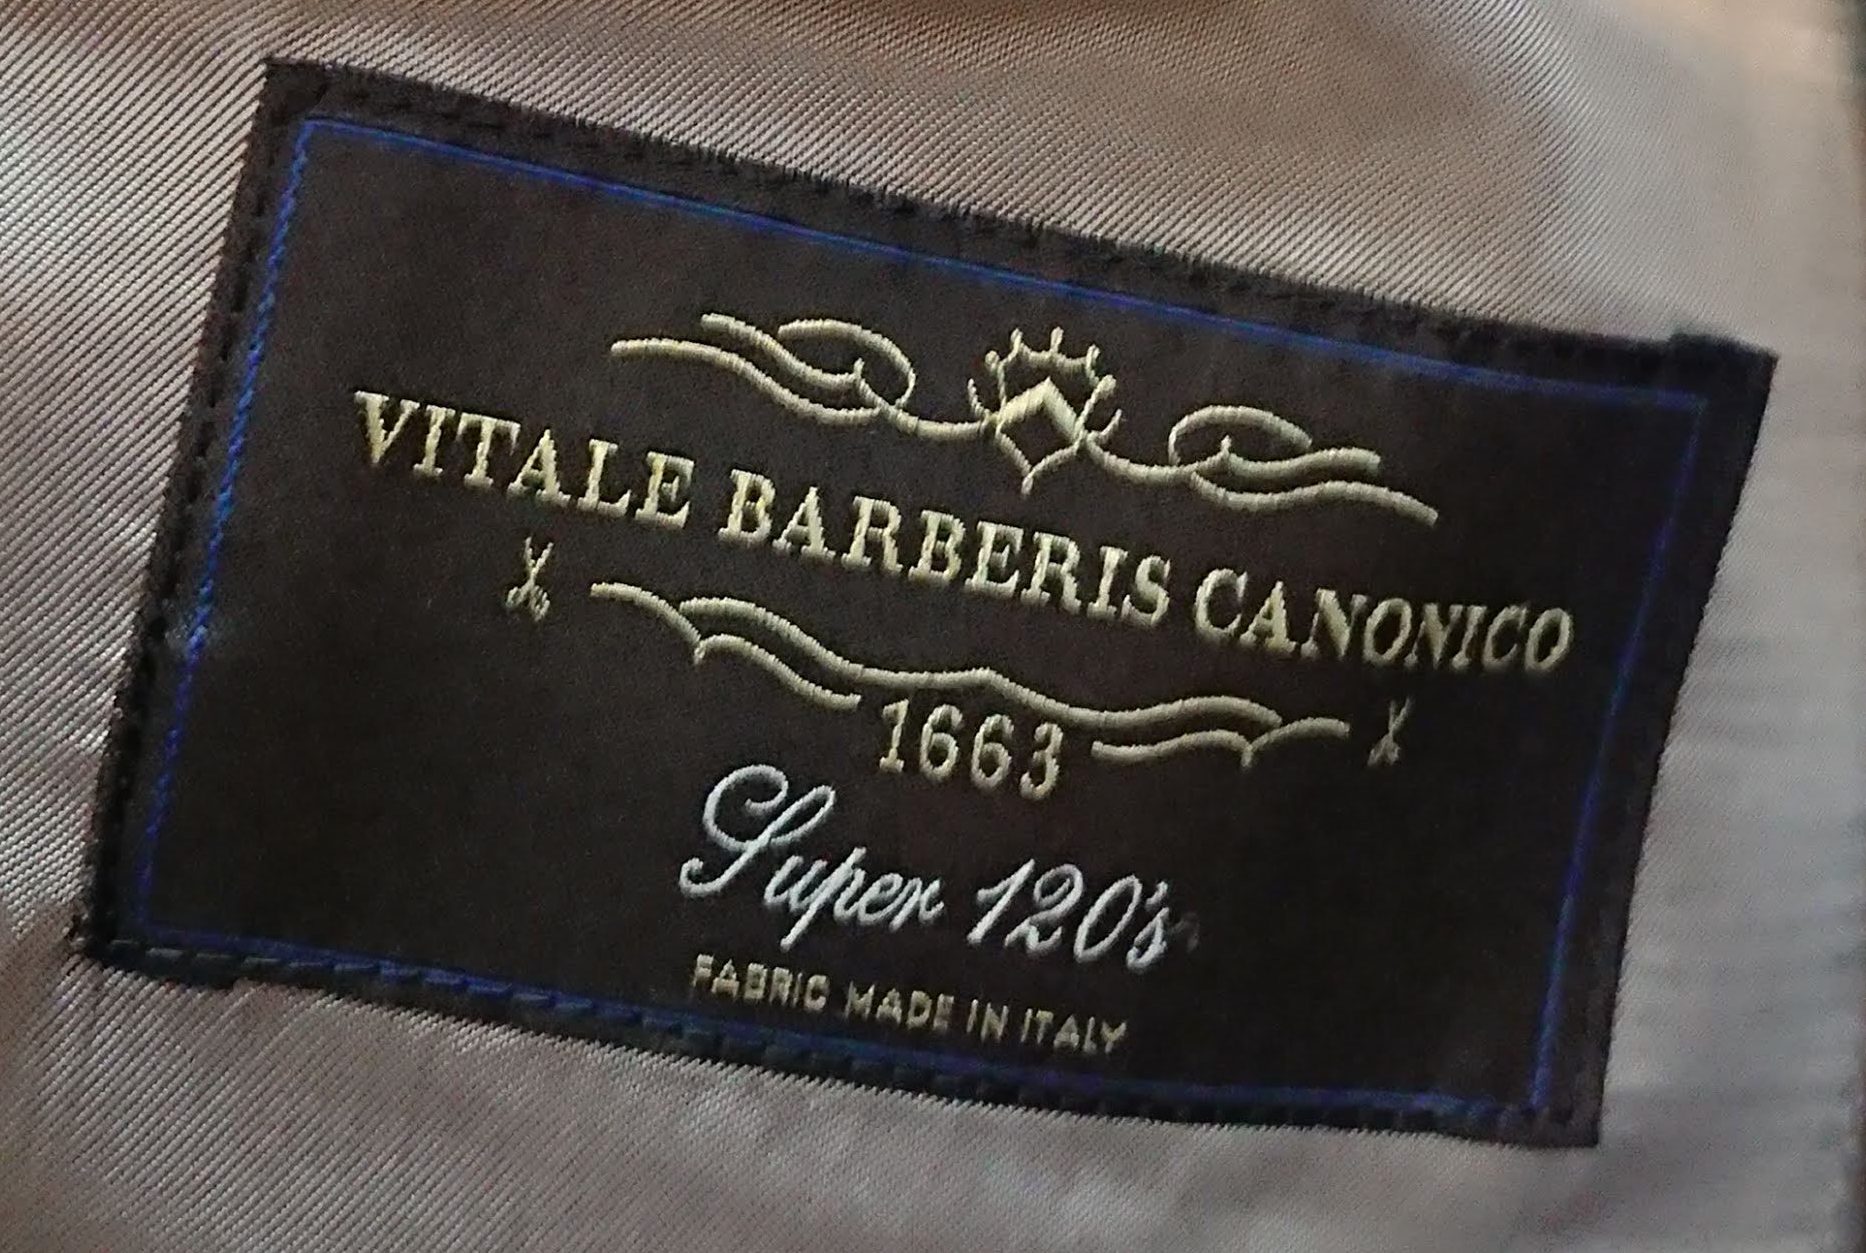 VITALE BARBERIS CANONICO
1663
Super 120's
FABRIC MADE IN ITALY